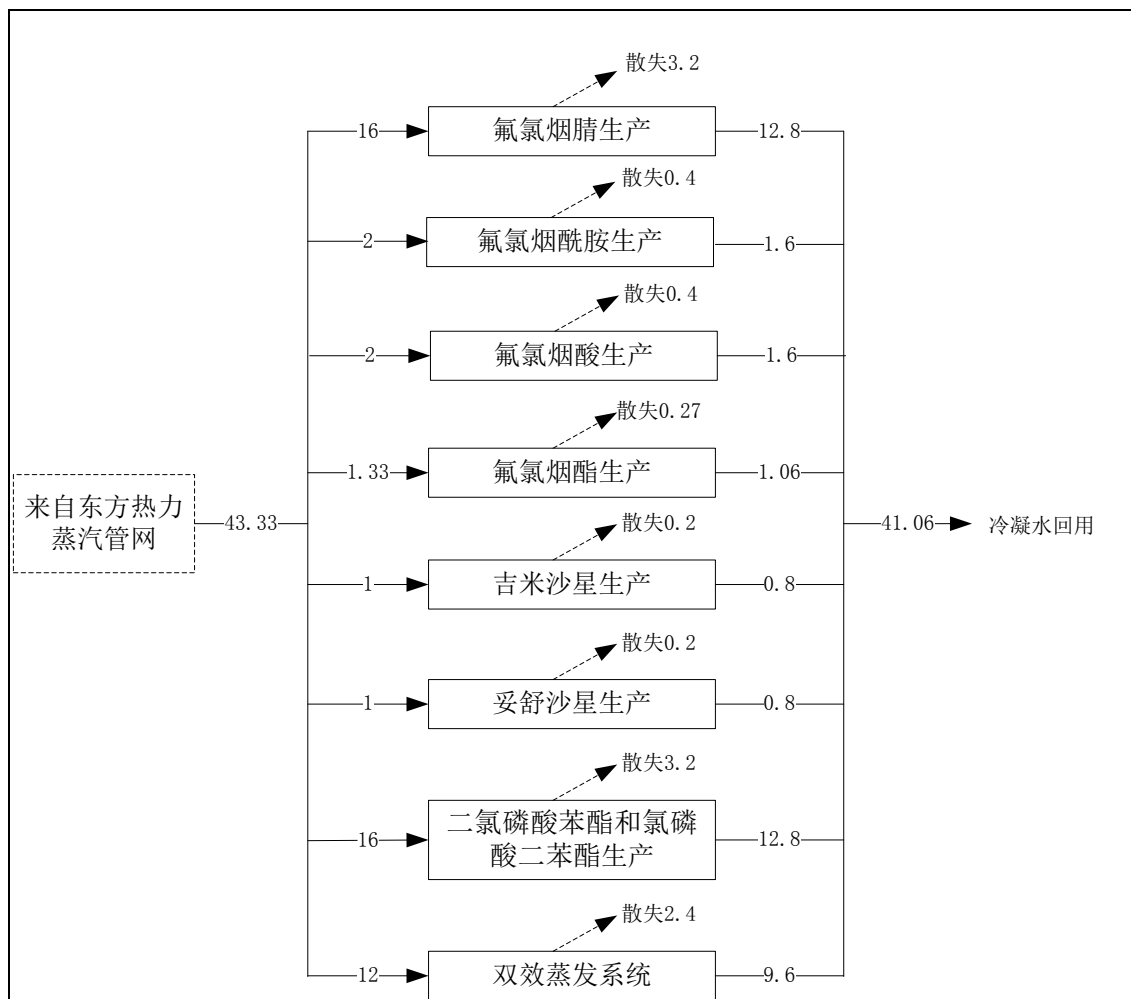 散失3.2
16
氟氯烟腈生产
12.8
散失0.4
2
氟氯烟酰胺生产
1.6
散失0.4
2
氟氯烟酸生产
1.6
散失0.27
1.33
氟氯烟酯生产
1.06
来自东方热力
蒸汽管网
43.33
散失0.2
41.06
冷凝水回用
1
吉米沙星生产
0.8
散失0.2
1
妥舒沙星生产
0.8
散失3.2
16
二氯磷酸苯酯和氯磷
酸二苯酯生产
12.8
散失2.4
12
双效蒸发系统
9.6